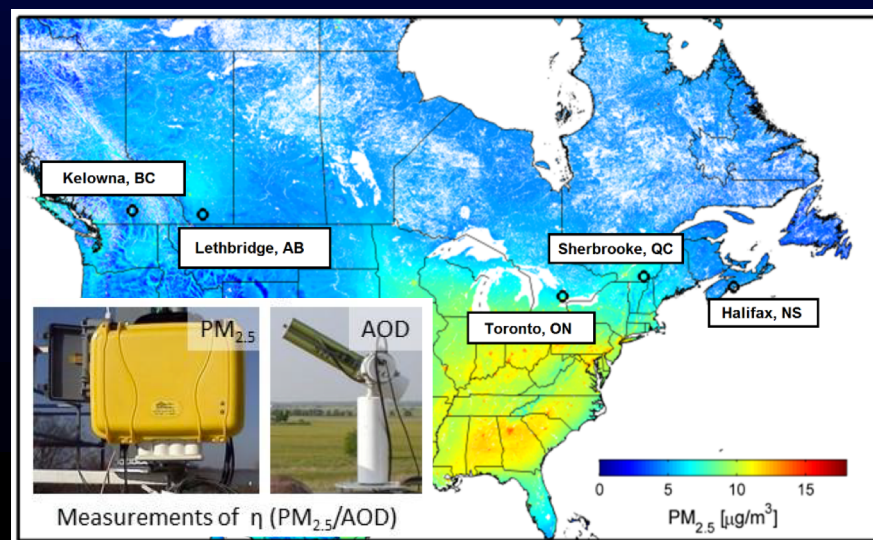 Kelowna, BC
Lethbridge, AB
Sherbrooke, QC
Halifax, NS
Toronto, ON
PM2.5
AOD
Measurements of η (PM2.5/AOD)
0 5 10 15
PM2.5 [μg/m³]